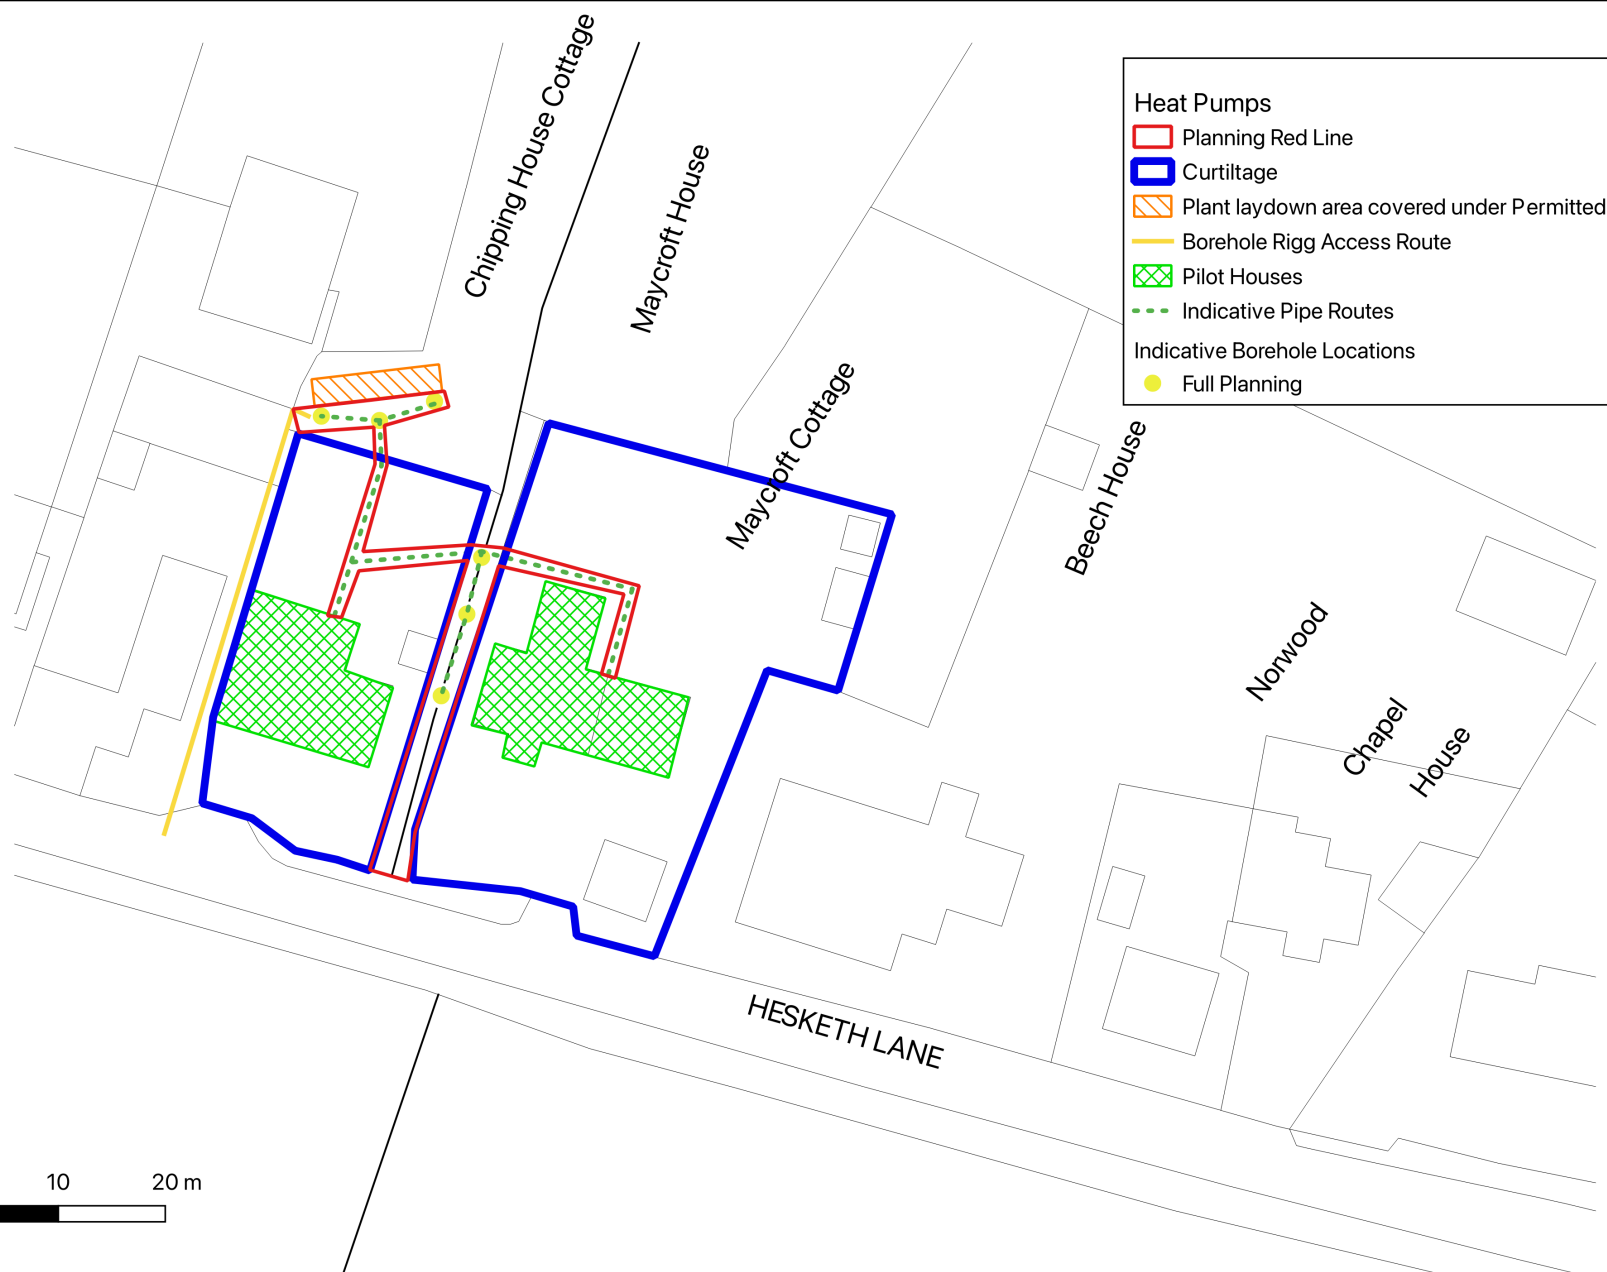 Chipping House Cottage
Maycroft House
Maycroft Cottage
Beech House
Norwood
Chapel
House
HESKETH LANE
Heat Pumps
Planning Red Line
Curtiltage
Plant laydown area covered under Permitted
Borehole Rigg Access Route
Pilot Houses
Indicative Pipe Routes
Indicative Borehole Locations
Full Planning
10 20 m